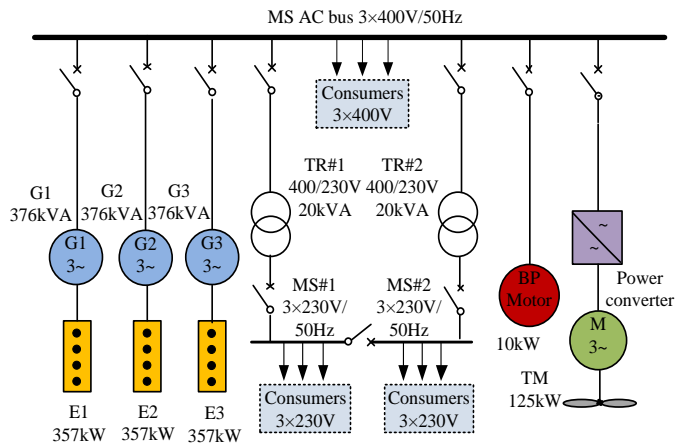 MS AC bus 3×400V/50Hz
Consumers
3×400V
G1
376kVA
G2
376kVA
G3
376kVA
TR#1
400/230V
20kVA
TR#2
400/230V
20kVA
G1
3~
G2
3~
G3
3~
~
~
MS#1
3×230V/
50Hz
MS#2
3×230V/
50Hz
BP
Motor
10kW
Power
converter
M
3~
TM
125kW
Consumers
3×230V
Consumers
3×230V
E1
357kW
E2
357kW
E3
357kW